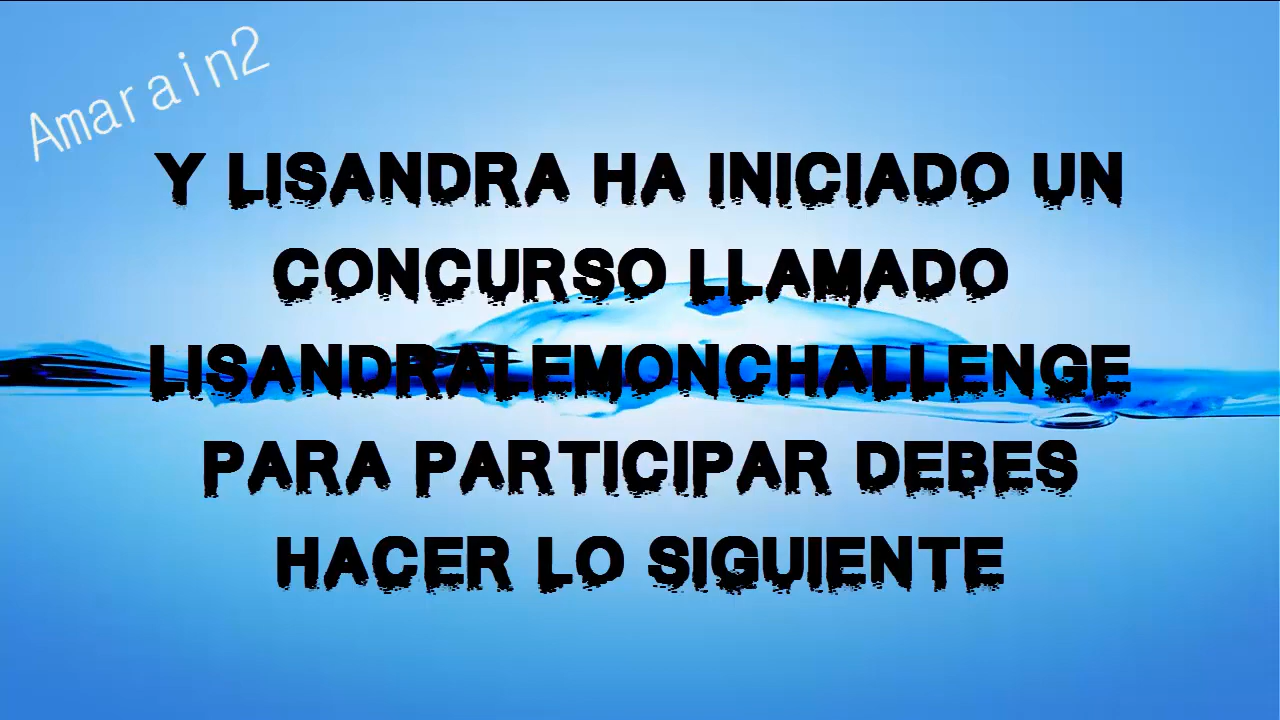 Amarain2
Y LISANDRA HA INICIADO UN
CONCURSO LLAMADO
LISANDRALEMONCHALLENGE
PARA PARTICIPAR DEBES
HACER LO SIGUIENTE